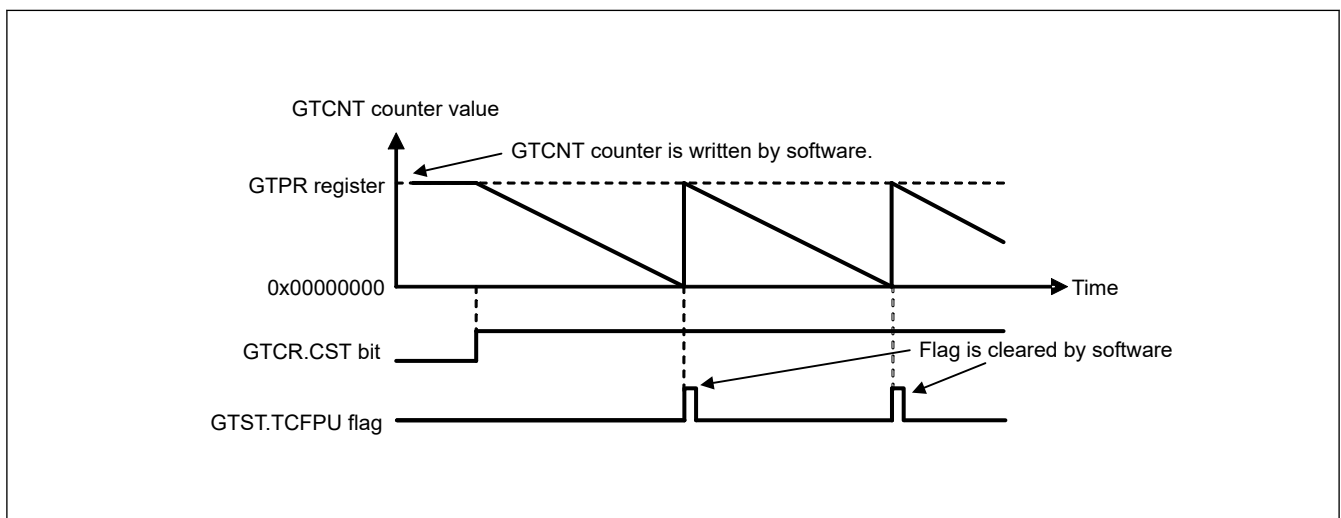 GTCNT counter value
GTCNT counter is written by software.
GTPR register
0x00000000
Time
GTCR.CST bit
Flag is cleared by software
GTST.TCFPU flag